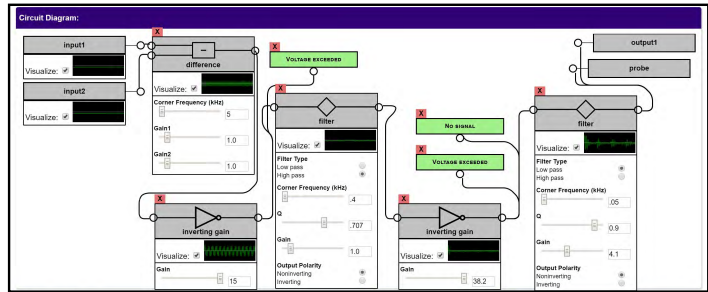 Circuit Diagram:
input1
Visualize:
input2
Visualize:
X
−
difference
Visualize:
Corner Frequency (kHz)
5
Gain1
1.0
Gain2
1.0
X
VOLTAGE EXCEEDED
X
inverting gain
Visualize:
Gain
15
X
filter
Visualize:
Filter Type
Low pass
High pass
Corner Frequency (kHz)
.4
Q
.707
Gain
1.0
Output Polarity
Noninverting
Inverting
X
NO SIGNAL
X
VOLTAGE EXCEEDED
X
inverting gain
Visualize:
Gain
38.2
X
filter
Visualize:
Filter Type
Low pass
High pass
Corner Frequency (kHz)
.05
Q
0.9
Gain
4.1
Output Polarity
Noninverting
Inverting
output1
probe